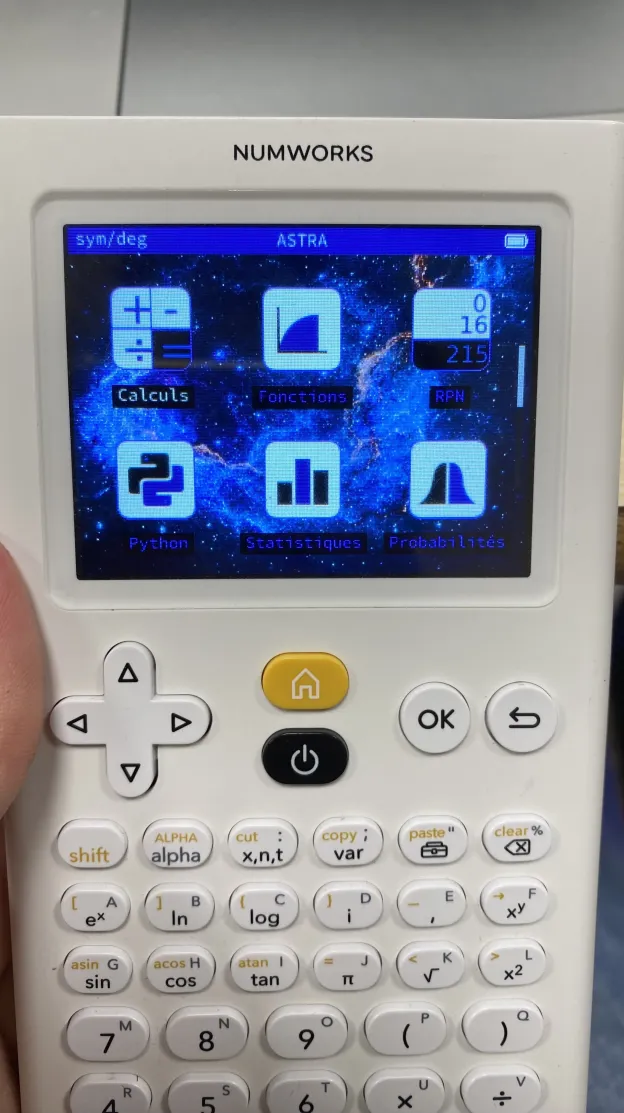 NUMWORKS
sym/deg ASTRA
0
16
215
Calculs Fonctions RPN
Python Statistiques Probabilités
OK
shift ALPHA alpha cut : x,n,t copy ; var paste " clear %
[ A eˣ ] B ln { C log } D i _ E , → F xʸ
asin G sin acos H cos atan I tan = J π < K √ > L x²
M 7 N 8 O 9 P ( Q )
R 4 S 5 T 6 U × V ÷